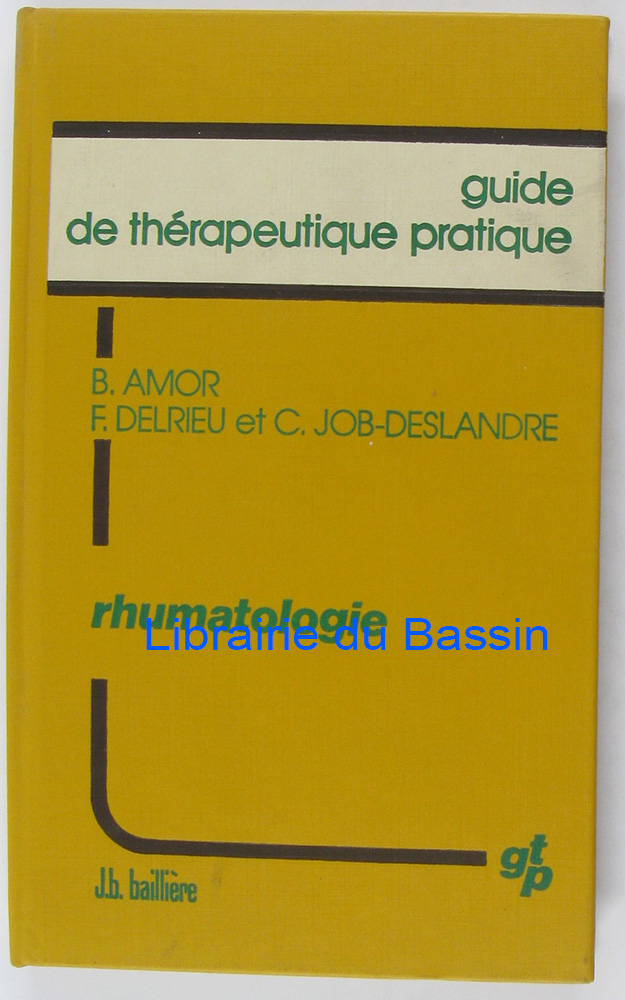 guide
de thérapeutique pratique
B. AMOR
F. DELRIEU et C. JOB-DESLANDRE
rhumatologie
Librairie du Bassin
J.b. baillière
gtp